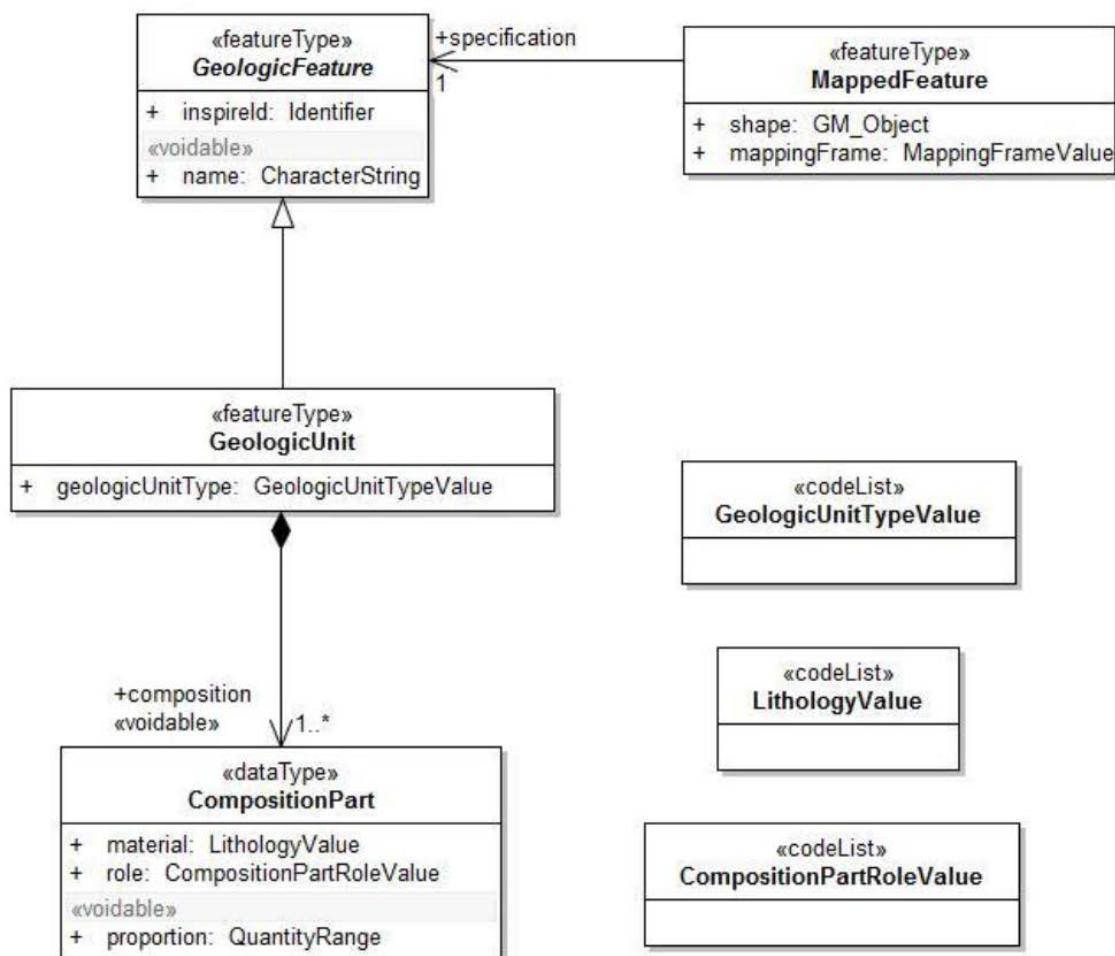 «featureType»
GeologicFeature
+ inspireId: Identifier
«voidable»
+ name: CharacterString
+specification
1
«featureType»
MappedFeature
+ shape: GM_Object
+ mappingFrame: MappingFrameValue
«featureType»
GeologicUnit
+ geologicUnitType: GeologicUnitTypeValue
+composition
«voidable»
1..*
«dataType»
CompositionPart
+ material: LithologyValue
+ role: CompositionPartRoleValue
«voidable»
+ proportion: QuantityRange
«codeList»
GeologicUnitTypeValue
«codeList»
LithologyValue
«codeList»
CompositionPartRoleValue